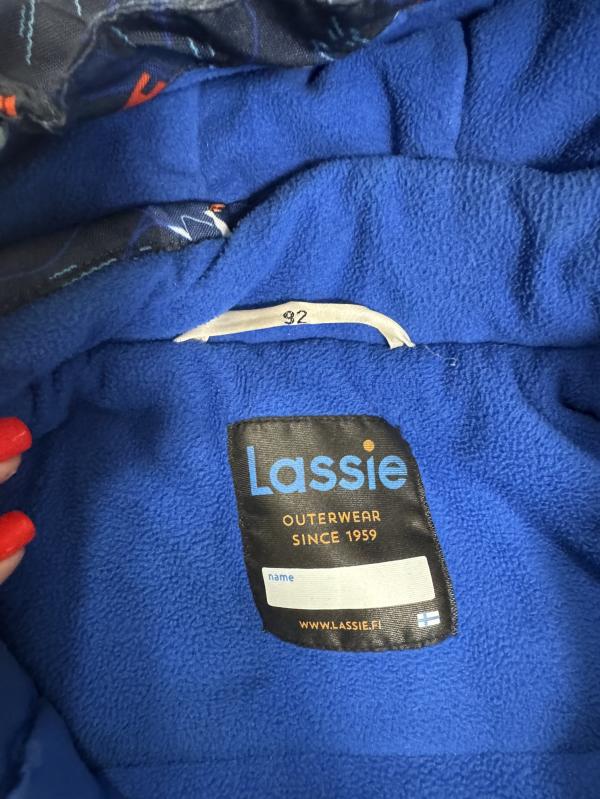 92
Lassie
OUTERWEAR
SINCE 1959
name
WWW.LASSIE.FI